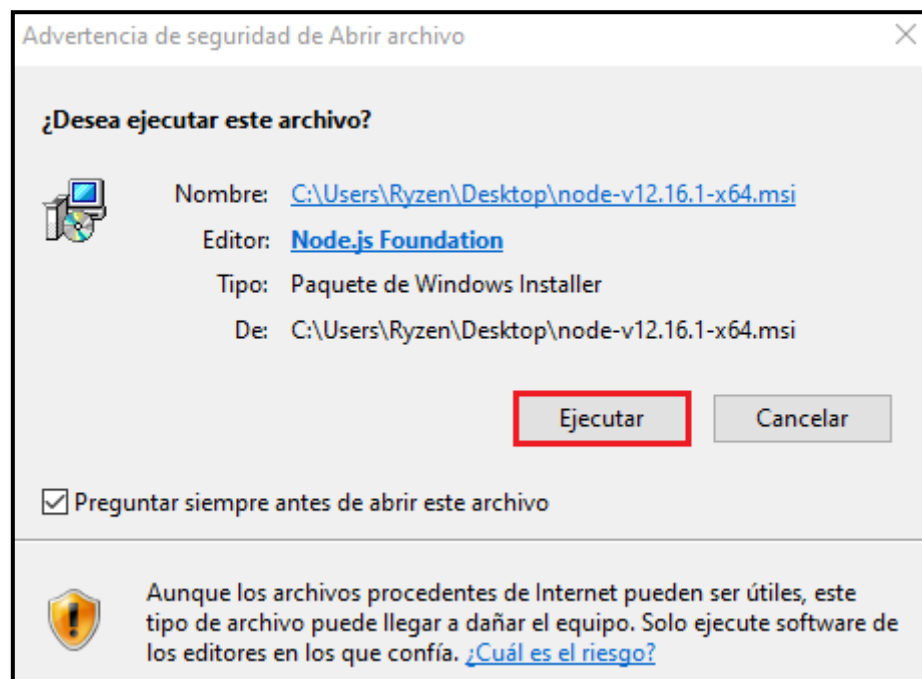 Advertencia de seguridad de Abrir archivo
¿Desea ejecutar este archivo?
Nombre: C:\Users\Ryzen\Desktop\node-v12.16.1-x64.msi
Editor: Node.js Foundation
Tipo: Paquete de Windows Installer
De: C:\Users\Ryzen\Desktop\node-v12.16.1-x64.msi
Ejecutar Cancelar
Preguntar siempre antes de abrir este archivo
Aunque los archivos procedentes de Internet pueden ser útiles, este
tipo de archivo puede llegar a dañar el equipo. Solo ejecute software de
los editores en los que confía. ¿Cuál es el riesgo?